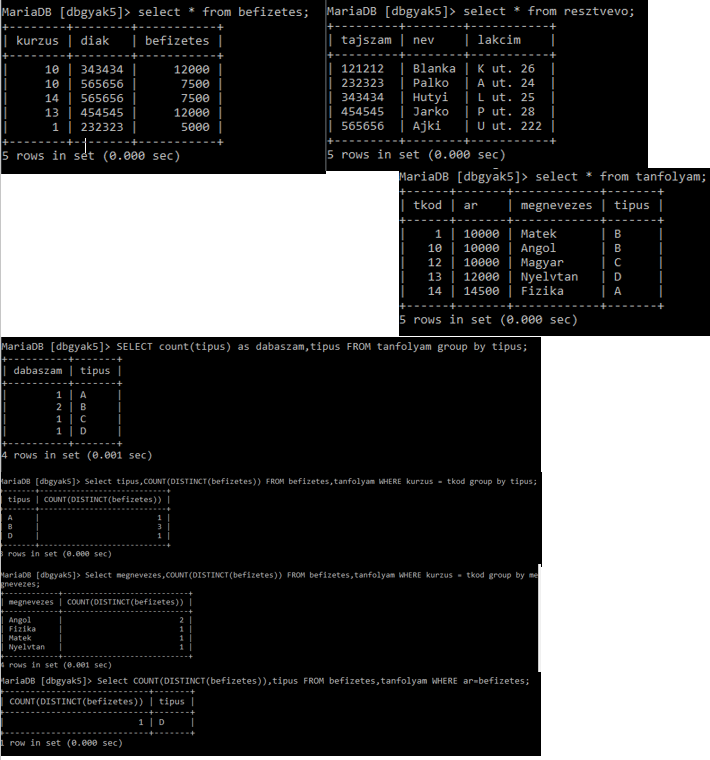 MariaDB [dbgyak5]> select * from befizetes;
+--------+--------+-----------+
| kurzus | diak   | befizetes |
+--------+--------+-----------+
|     10 | 343434 |     12000 |
|     10 | 565656 |      7500 |
|     14 | 565656 |      7500 |
|     13 | 454545 |     12000 |
|      1 | 232323 |      5000 |
+--------+--------+-----------+
5 rows in set (0.000 sec)
MariaDB [dbgyak5]> select * from resztvevo;
+---------+--------+-----------+
| tajszam | nev    | lakcim    |
+---------+--------+-----------+
| 121212  | Blanka | K ut. 26  |
| 232323  | Palko  | A ut. 24  |
| 343434  | Hutyi  | L ut. 25  |
| 454545  | Jarko  | P ut. 28  |
| 565656  | Ajki   | U ut. 222 |
+---------+--------+-----------+
5 rows in set (0.000 sec)
MariaDB [dbgyak5]> select * from tanfolyam;
+------+-------+------------+-------+
| tkod | ar    | megnevezes | tipus |
+------+-------+------------+-------+
|    1 | 10000 | Matek      | B     |
|   10 | 10000 | Angol      | B     |
|   12 | 10000 | Magyar     | C     |
|   13 | 12000 | Nyelvtan   | D     |
|   14 | 14500 | Fizika     | A     |
+------+-------+------------+-------+
5 rows in set (0.000 sec)
MariaDB [dbgyak5]> SELECT count(tipus) as dabaszam,tipus FROM tanfolyam group by tipus;
+----------+-------+
| dabaszam | tipus |
+----------+-------+
|        1 | A     |
|        2 | B     |
|        1 | C     |
|        1 | D     |
+----------+-------+
4 rows in set (0.001 sec)
MariaDB [dbgyak5]> Select tipus,COUNT(DISTINCT(befizetes)) FROM befizetes,tanfolyam WHERE kurzus = tkod group by tipus;
+-------+----------------------------+
| tipus | COUNT(DISTINCT(befizetes)) |
+-------+----------------------------+
| A     |                          1 |
| B     |                          3 |
| D     |                          1 |
+-------+----------------------------+
3 rows in set (0.000 sec)
MariaDB [dbgyak5]> Select megnevezes,COUNT(DISTINCT(befizetes)) FROM befizetes,tanfolyam WHERE kurzus = tkod group by me
gnevezes;
+------------+----------------------------+
| megnevezes | COUNT(DISTINCT(befizetes)) |
+------------+----------------------------+
| Angol      |                          2 |
| Fizika     |                          1 |
| Matek      |                          1 |
| Nyelvtan   |                          1 |
+------------+----------------------------+
4 rows in set (0.001 sec)
MariaDB [dbgyak5]> Select COUNT(DISTINCT(befizetes)),tipus FROM befizetes,tanfolyam WHERE ar=befizetes;
+----------------------------+-------+
| COUNT(DISTINCT(befizetes)) | tipus |
+----------------------------+-------+
|                          1 | D     |
+----------------------------+-------+
1 row in set (0.000 sec)